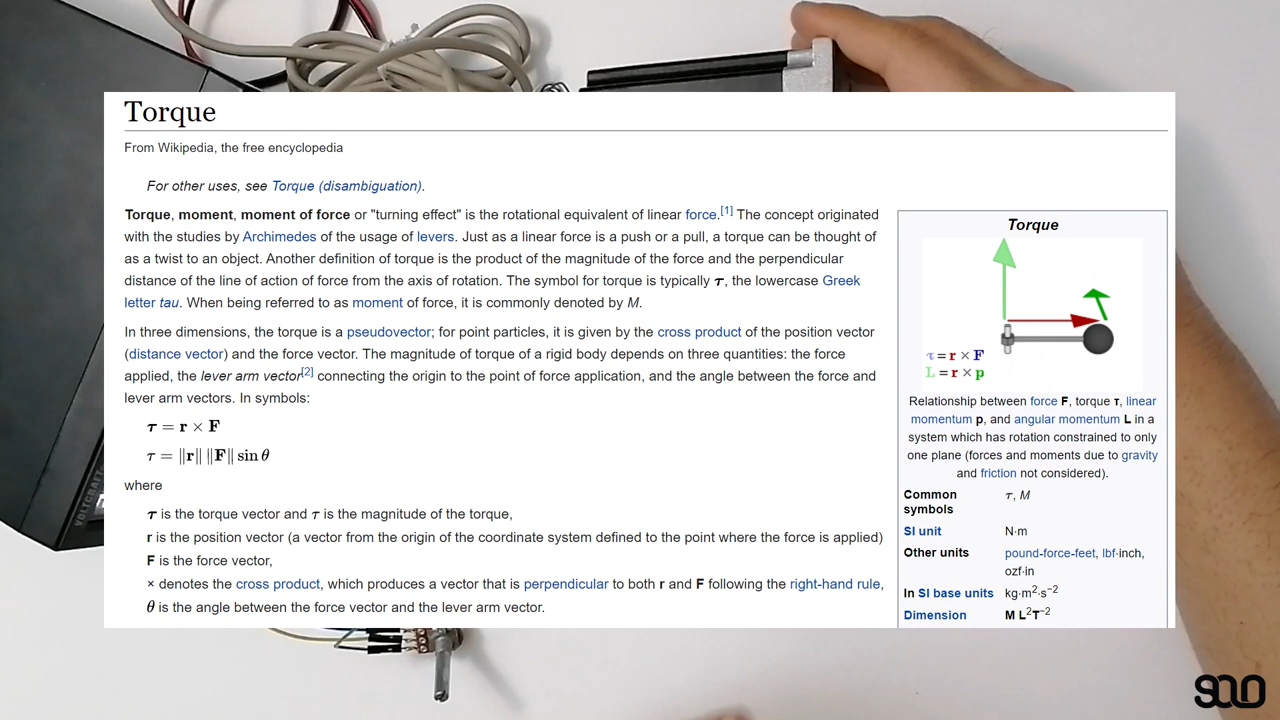 Torque
From Wikipedia, the free encyclopedia
For other uses, see Torque (disambiguation).
Torque, moment, moment of force or "turning effect" is the rotational equivalent of linear force.[1] The concept originated
with the studies by Archimedes of the usage of levers. Just as a linear force is a push or a pull, a torque can be thought of
as a twist to an object. Another definition of torque is the product of the magnitude of the force and the perpendicular
distance of the line of action of force from the axis of rotation. The symbol for torque is typically τ, the lowercase Greek
letter tau. When being referred to as moment of force, it is commonly denoted by M.
In three dimensions, the torque is a pseudovector; for point particles, it is given by the cross product of the position vector
(distance vector) and the force vector. The magnitude of torque of a rigid body depends on three quantities: the force
applied, the lever arm vector[2] connecting the origin to the point of force application, and the angle between the force and
lever arm vectors. In symbols:
τ = r × F
τ = ‖r‖ ‖F‖ sin θ
where
τ is the torque vector and τ is the magnitude of the torque,
r is the position vector (a vector from the origin of the coordinate system defined to the point where the force is applied)
F is the force vector,
× denotes the cross product, which produces a vector that is perpendicular to both r and F following the right-hand rule,
θ is the angle between the force vector and the lever arm vector.
Torque
τ = r × F
L = r × p
Relationship between force F, torque τ, linear
momentum p, and angular momentum L in a
system which has rotation constrained to only
one plane (forces and moments due to gravity
and friction not considered).
Common symbols τ, M
SI unit N·m
Other units pound-force-feet, lbf·inch,
ozf·in
In SI base units kg·m²·s⁻²
Dimension M L²T⁻²
VOLTCRAFT